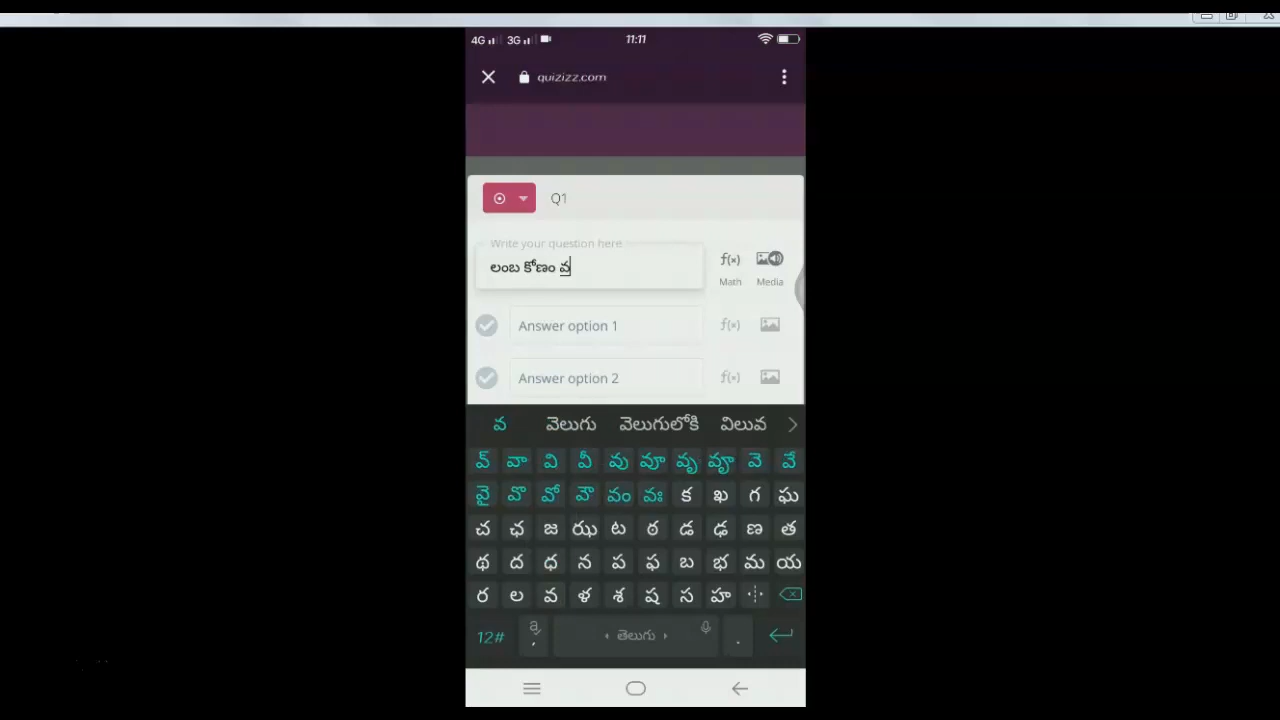 4G 3G 11:11
quizizz.com
Q1
Write your question here
లంబ కోణం వ
f(x)
Math Media
Answer option 1 f(x)
Answer option 2 f(x)
వ వెలుగు వెలుగులోకి విలువ
వ్ వా వి వీ వు వూ వృ వౄ వె వే
వై వొ వో వౌ వం వః క ఖ గ ఘ
చ ఛ జ ఝ ట ఠ డ ఢ ణ త
థ ద ధ న ప ఫ బ భ మ య
ర ల వ ళ శ ష స హ
12# a , తెలుగు .